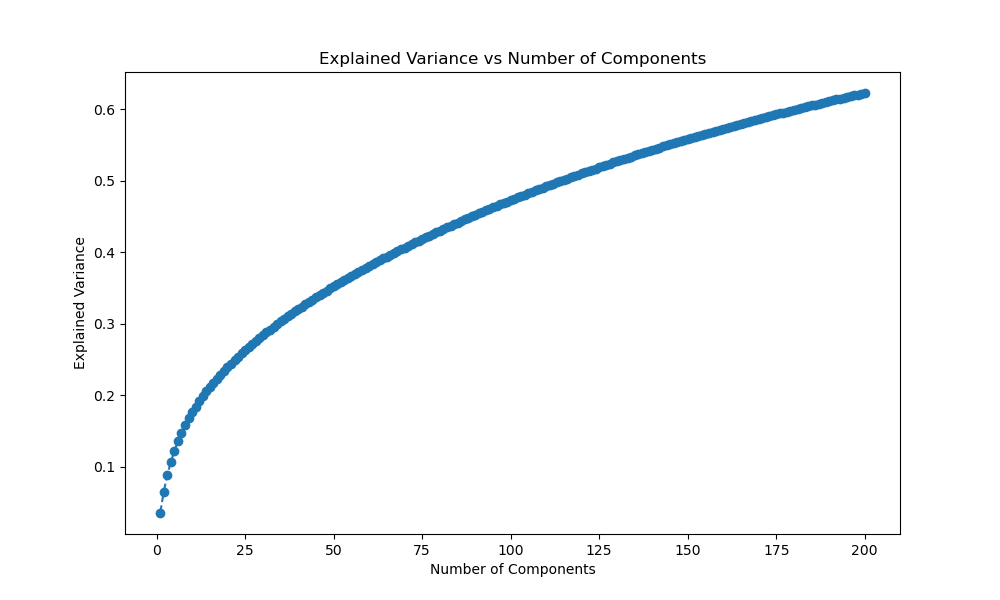 Explained Variance vs Number of Components
Explained Variance
0.6
0.5
0.4
0.3
0.2
0.1
0 25 50 75 100 125 150 175 200
Number of Components